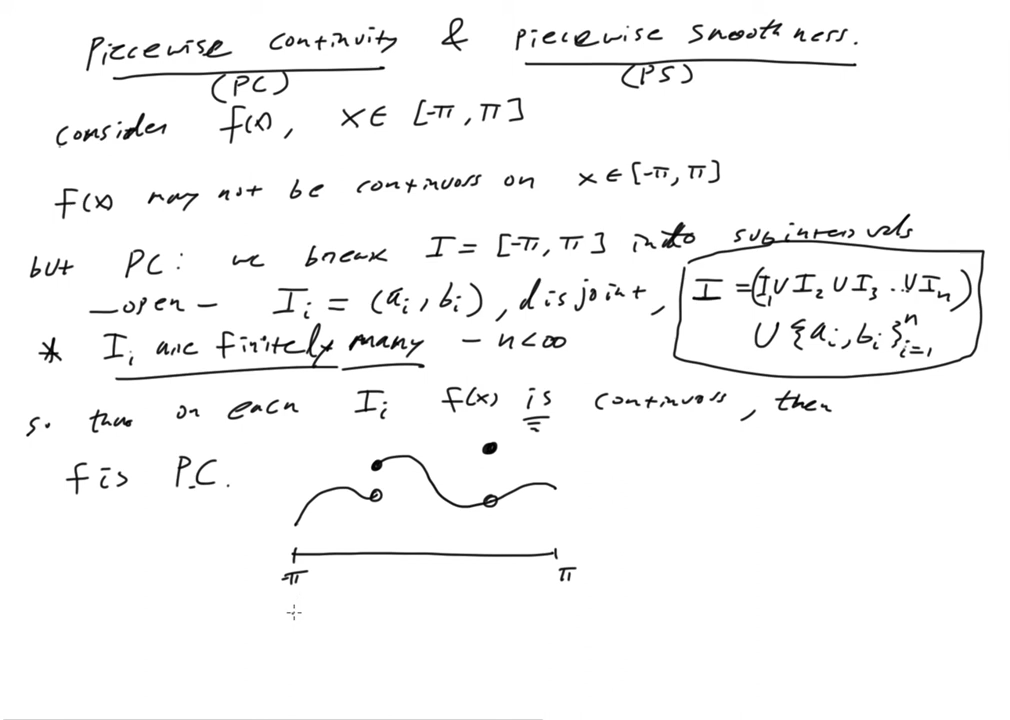 Piecewise continuity & piecewise smoothness.
(PC) (PS)
consider f(x), x∈ [-π, π]
f(x) may not be continuous on x∈[-π, π]
but PC: we break I = [-π, π] into subintervals
- open - Iᵢ = (aᵢ, bᵢ), disjoint,
I = (I₁ ∪ I₂ ∪ I₃ .. ∪ Iₙ)
∪ {aᵢ, bᵢ}ⁿᵢ₌₁
* Iᵢ are finitely many - n<∞
so on each Iᵢ f(x) is continuous, then
f is P.C.
-π π